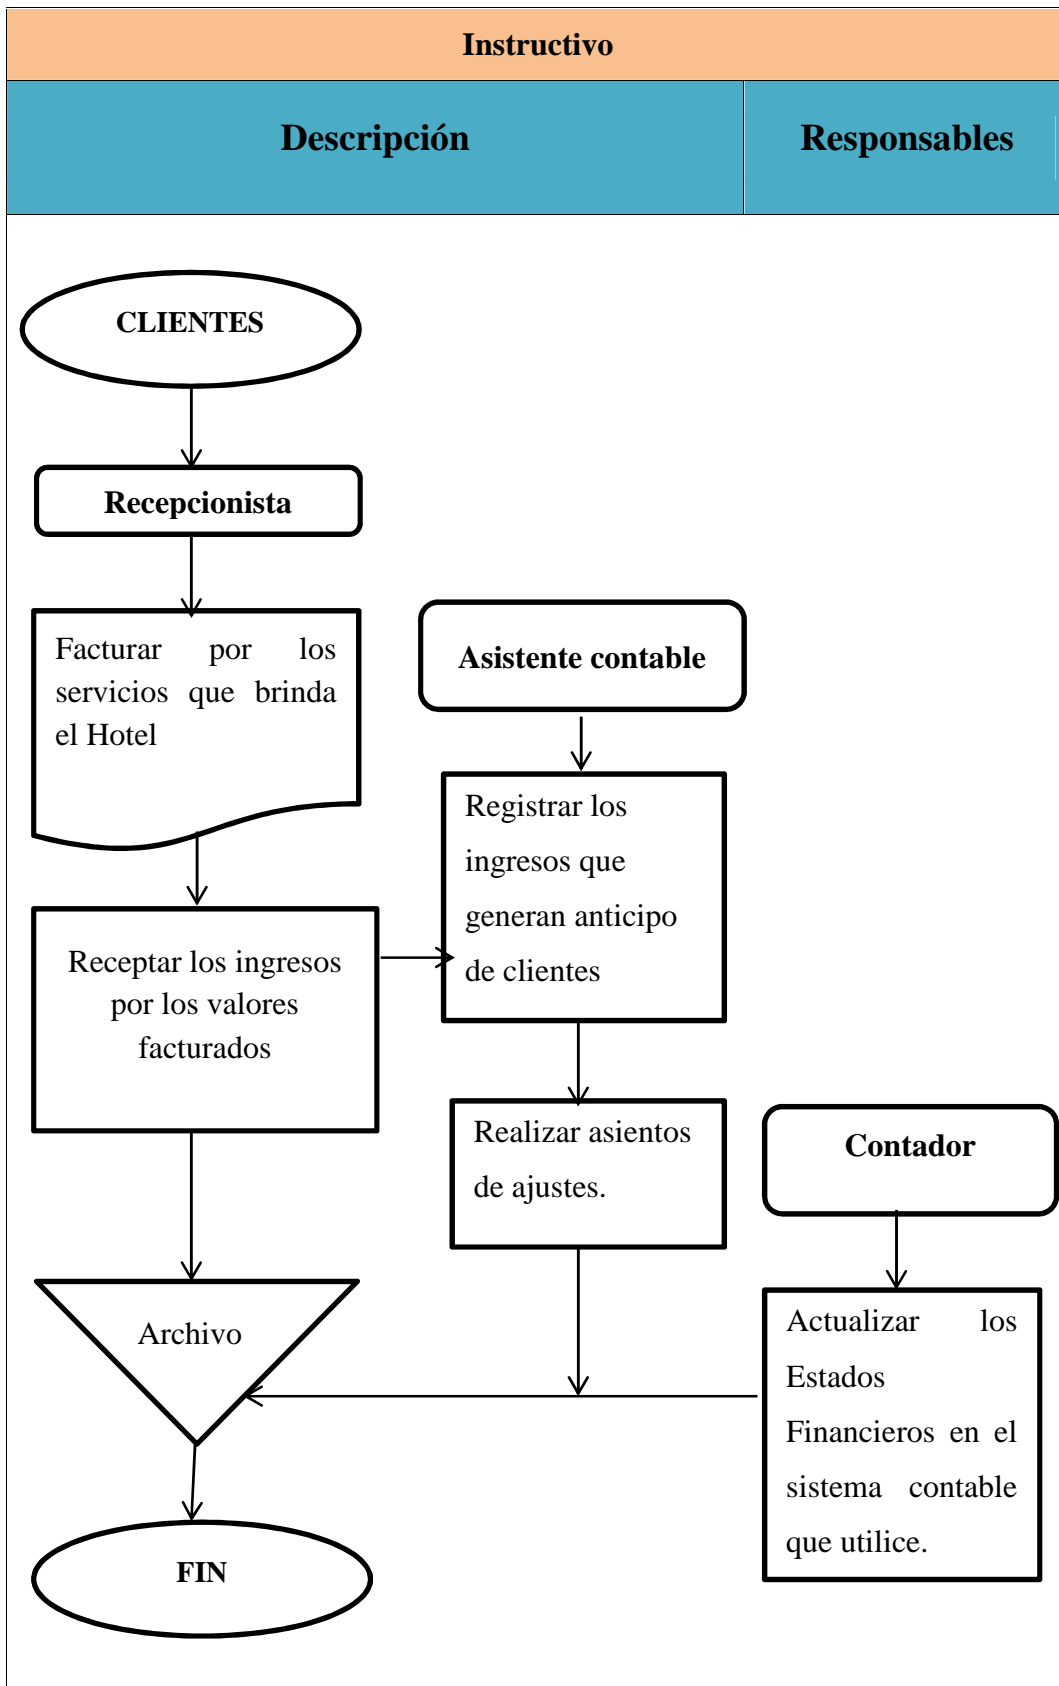 Instructivo
Descripción
Responsables
CLIENTES
Recepcionista
Facturar por los
servicios que brinda
el Hotel
Asistente contable
Registrar los
ingresos que
generan anticipo
de clientes
Receptar los ingresos
por los valores
facturados
Realizar asientos
de ajustes.
Contador
Actualizar los
Estados
Financieros en el
sistema contable
que utilice.
Archivo
FIN